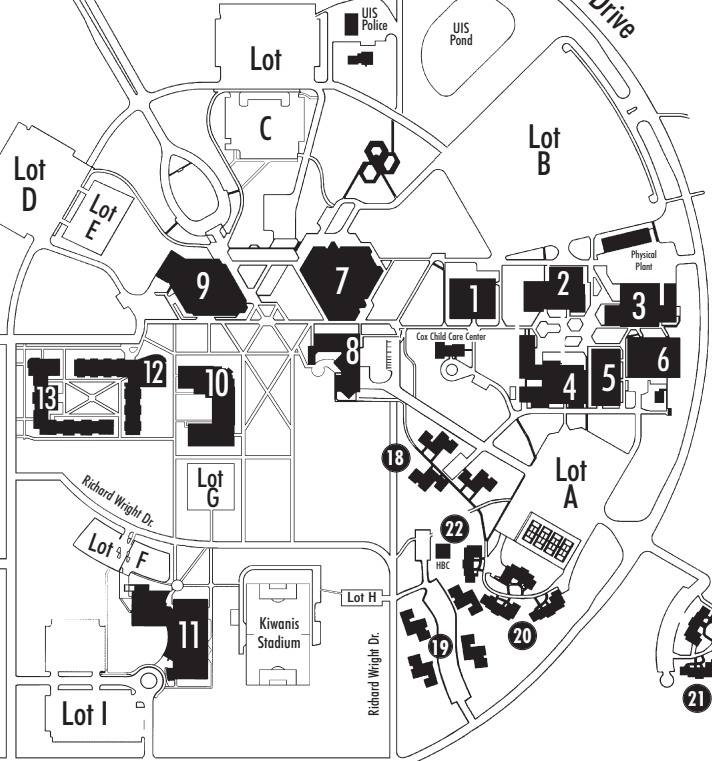 Drive
UIS
Police
UIS
Pond
Lot
C
Lot
B
Lot
D
Lot
E
Physical
Plant
9
7
1
2
3
8
Cox Child Care Center
4
5
6
12
13
10
18
Lot
A
Lot
G
Richard Wright Dr.
22
HBC
Lot F
Lot H
Kiwanis
Stadium
11
19
20
Richard Wright Dr.
21
Lot I